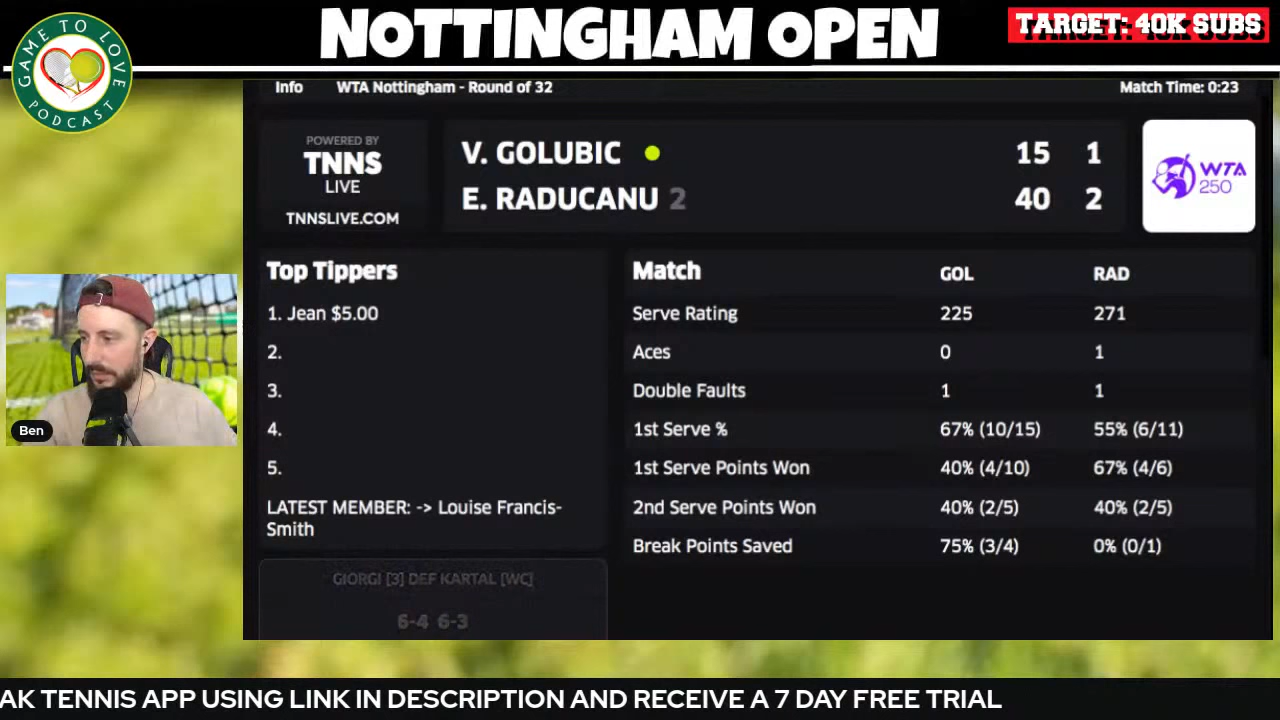 NOTTINGHAM OPEN
TARGET: 40K SUBS
GAME TO LOVE
PODCAST
Info WTA Nottingham - Round of 32 Match Time: 0:23
POWERED BY
TNNS
LIVE
TNNSLIVE.COM
V. GOLUBIC 15 1
E. RADUCANU 2 40 2
WTA
250
Top Tippers
1. Jean $5.00
2.
3.
4.
5.
LATEST MEMBER: -> Louise Francis-
Smith
GIORGI [3] DEF KARTAL [WC]
6-4 6-3
Match GOL RAD
Serve Rating 225 271
Aces 0 1
Double Faults 1 1
1st Serve % 67% (10/15) 55% (6/11)
1st Serve Points Won 40% (4/10) 67% (4/6)
2nd Serve Points Won 40% (2/5) 40% (2/5)
Break Points Saved 75% (3/4) 0% (0/1)
Ben
AK TENNIS APP USING LINK IN DESCRIPTION AND RECEIVE A 7 DAY FREE TRIAL